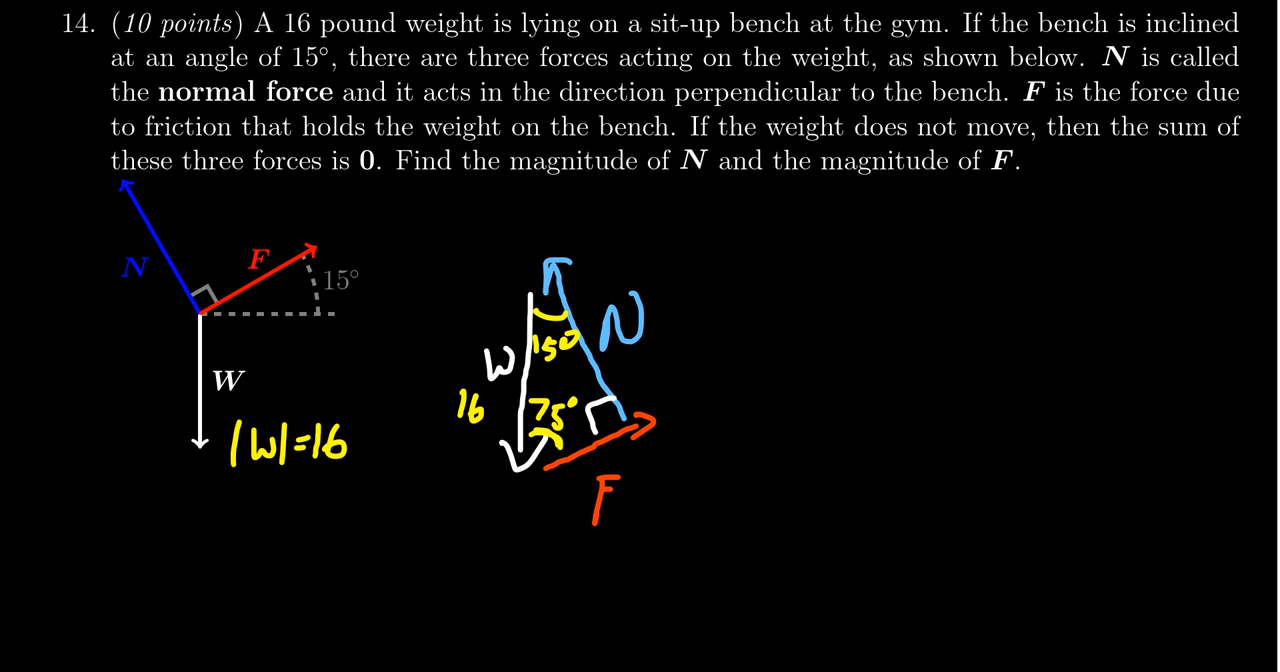 14. (10 points) A 16 pound weight is lying on a sit-up bench at the gym. If the bench is inclined
at an angle of 15°, there are three forces acting on the weight, as shown below. N is called
the normal force and it acts in the direction perpendicular to the bench. F is the force due
to friction that holds the weight on the bench. If the weight does not move, then the sum of
these three forces is 0. Find the magnitude of N and the magnitude of F.
N
F
15°
W
|W|=16
N
15°
W
16
75°
F